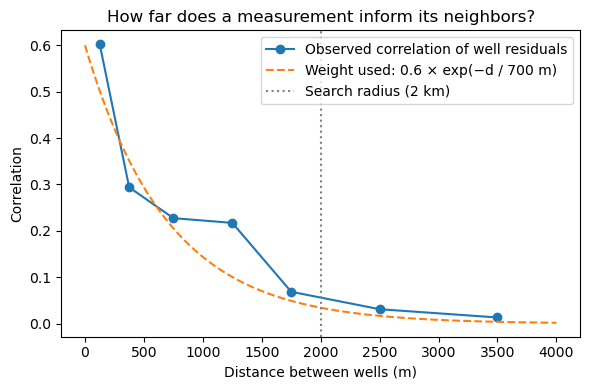 How far does a measurement inform its neighbors?
Observed correlation of well residuals
Weight used: 0.6 × exp(−d / 700 m)
Search radius (2 km)
Correlation
0.6
0.5
0.4
0.3
0.2
0.1
0.0
0 500 1000 1500 2000 2500 3000 3500 4000
Distance between wells (m)